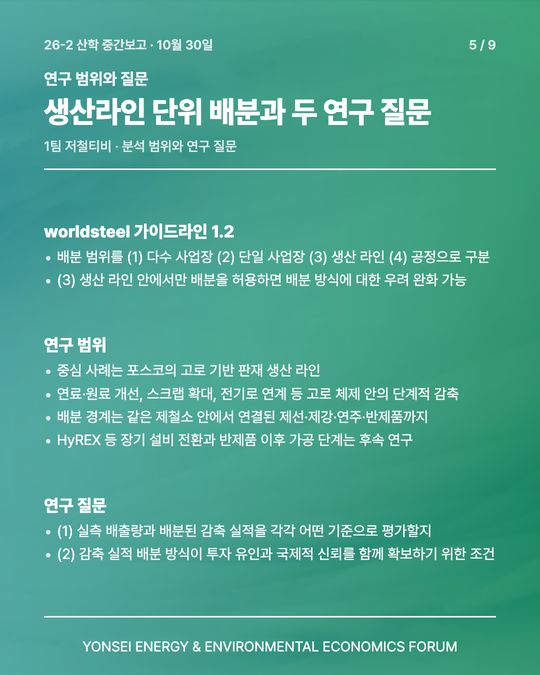 26-2 산학 중간보고 · 10월 30일
5 / 9
연구 범위와 질문
생산라인 단위 배분과 두 연구 질문
1팀 저철티비 · 분석 범위와 연구 질문
worldsteel 가이드라인 1.2
• 배분 범위를 (1) 다수 사업장 (2) 단일 사업장 (3) 생산 라인 (4) 공정으로 구분
• (3) 생산 라인 안에서만 배분을 허용하면 배분 방식에 대한 우려 완화 가능
연구 범위
• 중심 사례는 포스코의 고로 기반 판재 생산 라인
• 연료·원료 개선, 스크랩 확대, 전기로 연계 등 고로 체제 안의 단계적 감축
• 배분 경계는 같은 제철소 안에서 연결된 제선·제강·연주·반제품까지
• HyREX 등 장기 설비 전환과 반제품 이후 가공 단계는 후속 연구
연구 질문
• (1) 실측 배출량과 배분된 감축 실적을 각각 어떤 기준으로 평가할지
• (2) 감축 실적 배분 방식이 투자 유인과 국제적 신뢰를 함께 확보하기 위한 조건
YONSEI ENERGY & ENVIRONMENTAL ECONOMICS FORUM